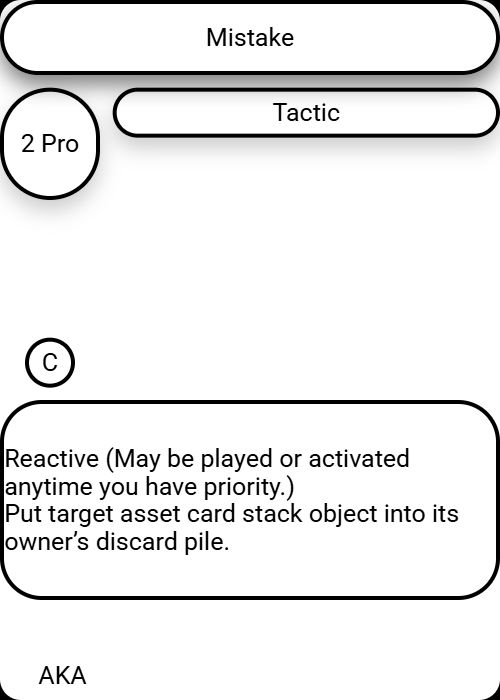 Mistake
Tactic
2 Pro
C
Reactive (May be played or activated
anytime you have priority.)
Put target asset card stack object into its
owner’s discard pile.
AKA